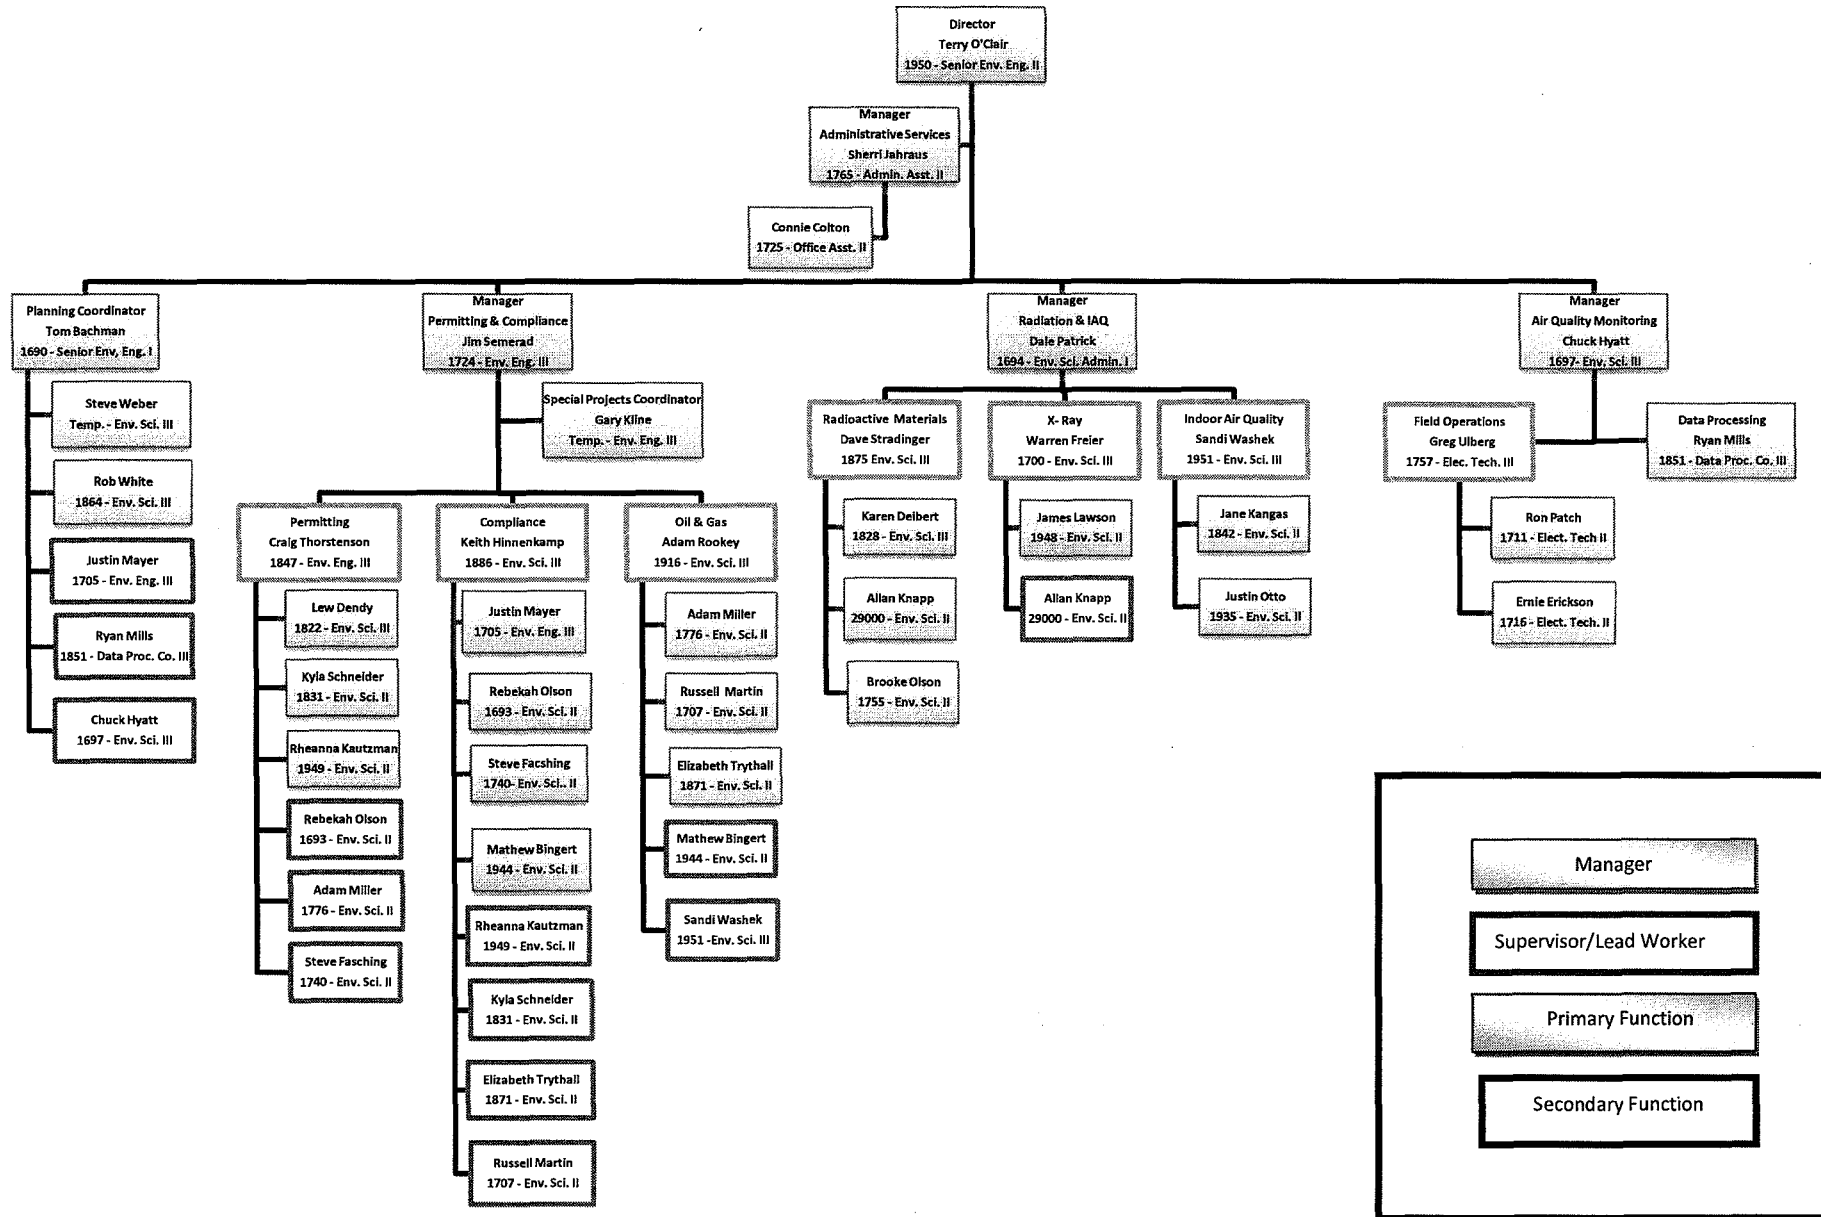 Director
Terry O'Clair
1950 - Senior Env. Eng. II
Manager
Administrative Services
Sherri Jahraus
1765 - Admin. Asst. II
Connie Colton
1725 - Office Asst. II
Planning Coordinator
Tom Bachman
1690 - Senior Env, Eng. I
Steve Weber
Temp. - Env. Sci. III
Rob White
1864 - Env. Sci. III
Justin Mayer
1705 - Env. Eng. III
Ryan Mills
1851 - Data Proc. Co. III
Chuck Hyatt
1697 - Env. Sci. III
Manager
Permitting & Compliance
Jim Semerad
1724 - Env. Eng. III
Special Projects Coordinator
Gary Kline
Temp. - Env. Eng. III
Permitting
Craig Thorstenson
1847 - Env. Eng. III
Lew Dendy
1822 - Env. Sci. III
Kyla Schneider
1831 - Env. Sci. II
Rheanna Kautzman
1949 - Env. Sci. II
Rebekah Olson
1693 - Env. Sci. II
Adam Miller
1776 - Env. Sci. II
Steve Fasching
1740 - Env. Sci. II
Compliance
Keith Hinnenkamp
1886 - Env. Sci. III
Justin Mayer
1705 - Env. Eng. III
Rebekah Olson
1693 - Env. Sci. II
Steve Facshing
1740- Env. Sci.. II
Mathew Bingert
1944 - Env. Sci. II
Rheanna Kautzman
1949 - Env. Sci. II
Kyla Schneider
1831 - Env. Sci. II
Elizabeth Trythall
1871 - Env. Sci. II
Russell Martin
1707 - Env. Sci. II
Oil & Gas
Adam Rookey
1916 - Env. Sci. III
Adam Miller
1776 - Env. Sci. II
Russell Martin
1707 - Env. Sci. II
Elizabeth Trythall
1871 - Env. Sci. II
Mathew Bingert
1944 - Env. Sci. II
Sandi Washek
1951 -Env. Sci. III
Manager
Radiation & IAQ
Dale Patrick
1694 - Env. Sci. Admin. I
Radioactive Materials
Dave Stradinger
1875 Env. Sci. III
Karen Deibert
1828 - Env. Sci. III
Allan Knapp
29000 - Env. Sci. II
Brooke Olson
1755 - Env. Sci. II
X- Ray
Warren Freier
1700 - Env. Sci. III
James Lawson
1948 - Env. Sci. II
Allan Knapp
29000 - Env. Sci. II
Indoor Air Quality
Sandi Washek
1951 - Env. Sci. III
Jane Kangas
1842 - Env. Sci. II
Justin Otto
1935 - Env. Sci. II
Manager
Air Quality Monitoring
Chuck Hyatt
1697- Env. Sci. III
Field Operations
Greg Ulberg
1757 - Elec. Tech. III
Data Processing
Ryan Mills
1851 - Data Proc. Co. III
Ron Patch
1711 - Elect. Tech II
Ernie Erickson
1716 - Elect. Tech. II
Manager
Supervisor/Lead Worker
Primary Function
Secondary Function